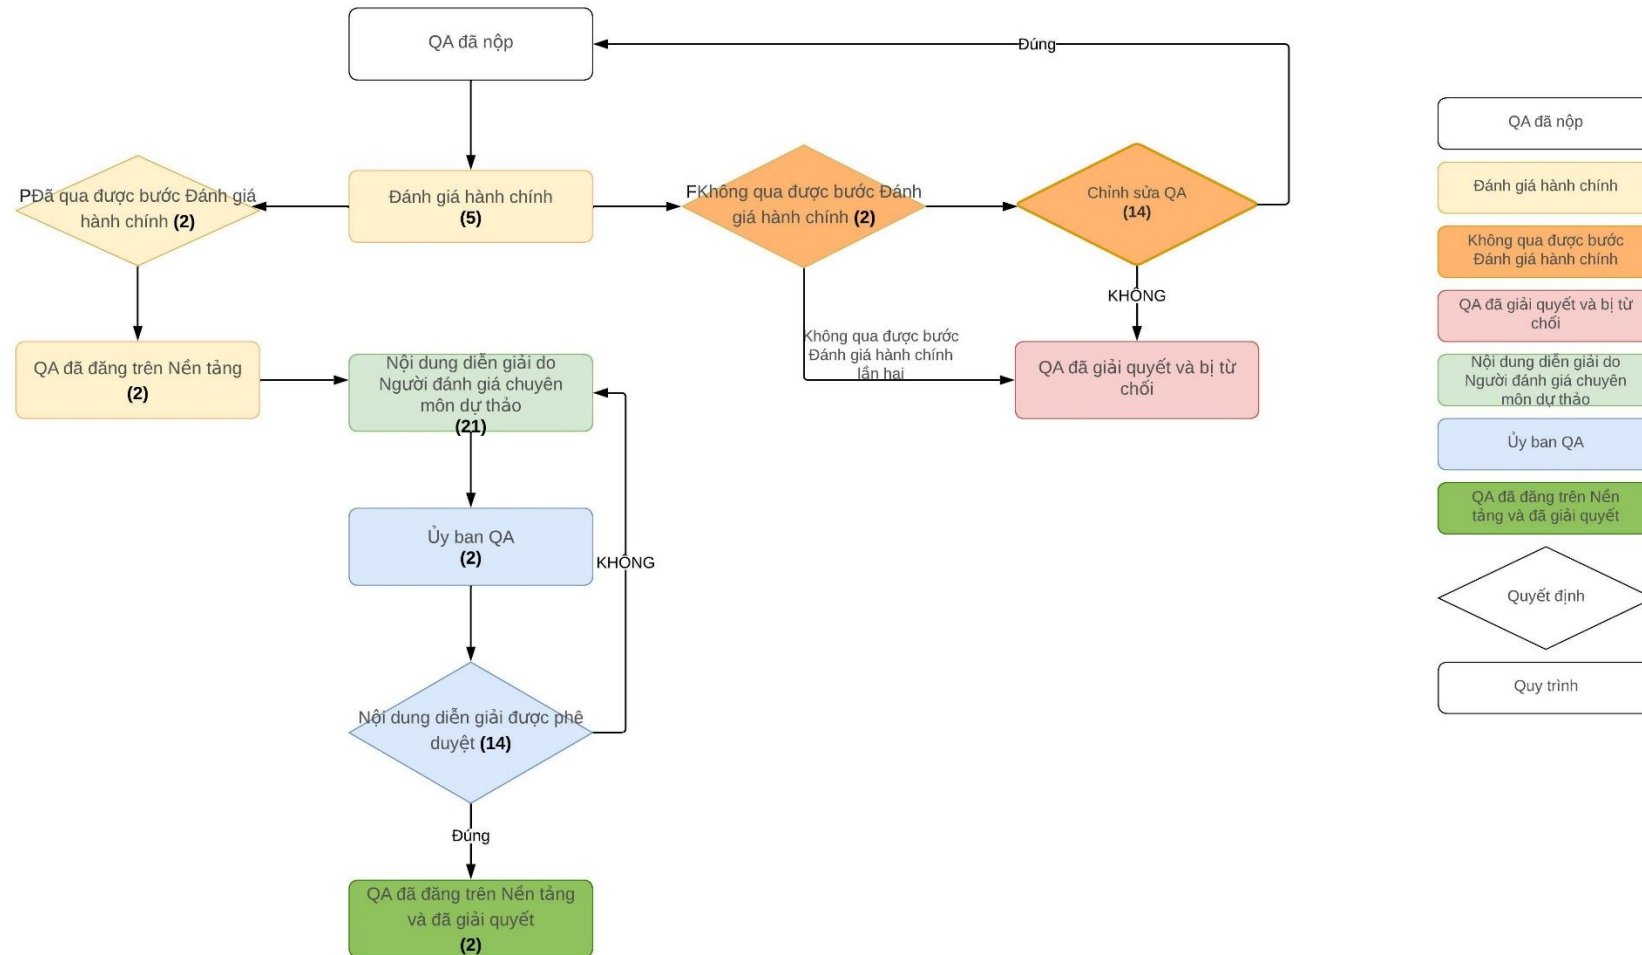 QA đã nộp
Đúng
PĐã qua được bước Đánh giá
hành chính (2)
Đánh giá hành chính
(5)
FKhông qua được bước Đánh
giá hành chính (2)
Chỉnh sửa QA
(14)
KHÔNG
Không qua được bước
Đánh giá hành chính
lần hai
QA đã giải quyết và bị từ
chối
QA đã đăng trên Nền tảng
(2)
Nội dung diễn giải do
Người đánh giá chuyên
môn dự thảo
(21)
Ủy ban QA
(2)
KHÔNG
Nội dung diễn giải được phê
duyệt (14)
Đúng
QA đã đăng trên Nền tảng
và đã giải quyết
(2)
QA đã nộp
Đánh giá hành chính
Không qua được bước
Đánh giá hành chính
QA đã giải quyết và bị từ
chối
Nội dung diễn giải do
Người đánh giá chuyên
môn dự thảo
Ủy ban QA
QA đã đăng trên Nền
tảng và đã giải quyết
Quyết định
Quy trình